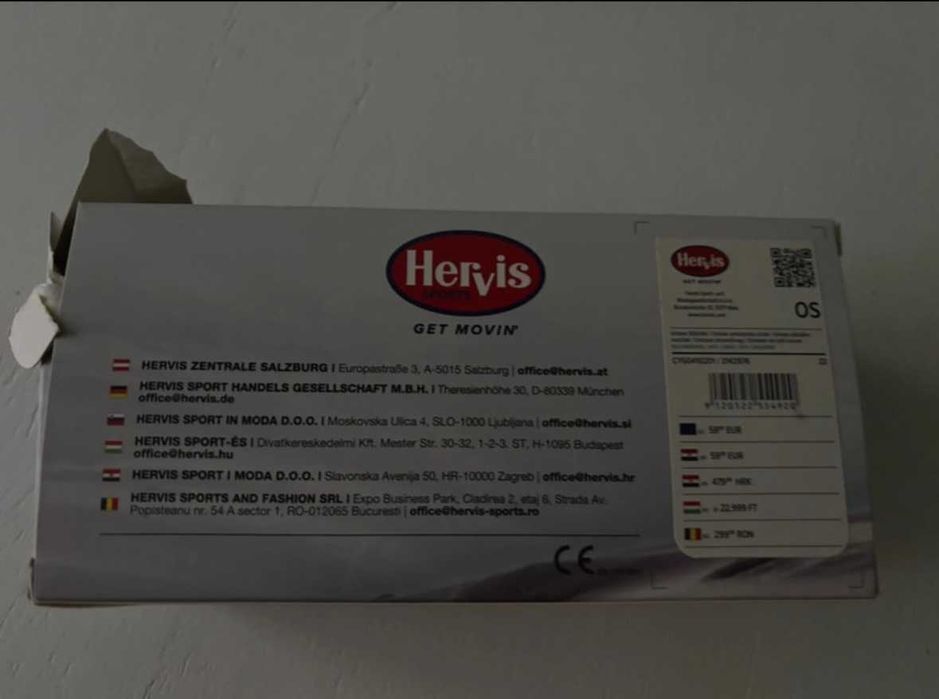 Hervis
SPORTS
GET MOVIN'
HERVIS ZENTRALE SALZBURG I Europastraße 3, A-5015 Salzburg | office@hervis.at
HERVIS SPORT HANDELS GESELLSCHAFT M.B.H. I Theresienhöhe 30, D-80339 München
office@hervis.de
HERVIS SPORT IN MODA D.O.O. I Moskovska Ulica 4, SLO-1000 Ljubljana | office@hervis.si
HERVIS SPORT-ÉS I Divatkereskedelmi Kft. Mester Str. 30-32, 1-2-3. ST, H-1095 Budapest
office@hervis.hu
HERVIS SPORT I MODA D.O.O. I Slavonska Avenija 50, HR-10000 Zagreb | office@hervis.hr
HERVIS SPORTS AND FASHION SRL I Expo Business Park, Cladirea 2, etaj 6, Strada Av.
Popisteanu nr. 54 A sector 1, RO-012065 Bucuresti | office@hervis-sports.ro
CE
Hervis
GET MOVIN'
OS
EUR
EUR
HRK
22.999 FT
RON